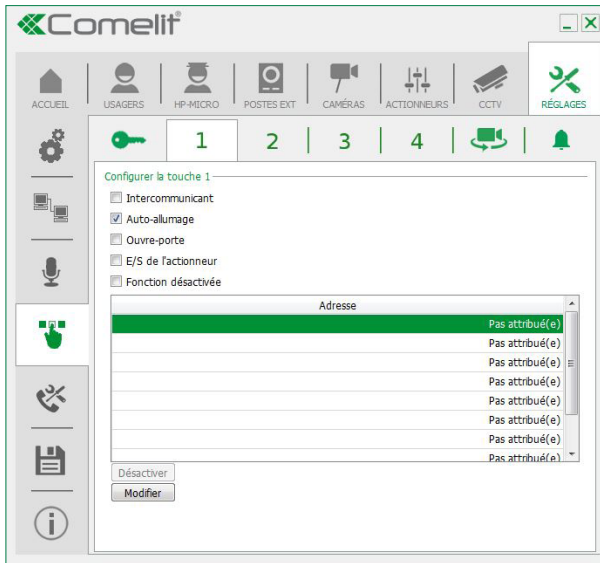 Comelit
ACCUEIL USAGERS HP-MICRO POSTES EXT CAMÉRAS ACTIONNEURS CCTV RÉGLAGES
1 2 3 4
Configurer la touche 1
Intercommunicant
Auto-allumage
Ouvre-porte
E/S de l'actionneur
Fonction désactivée
Adresse
Pas attribué(e)
Pas attribué(e)
Pas attribué(e)
Pas attribué(e)
Pas attribué(e)
Pas attribué(e)
Pas attribué(e)
Pas attribué(e)
Désactiver
Modifier